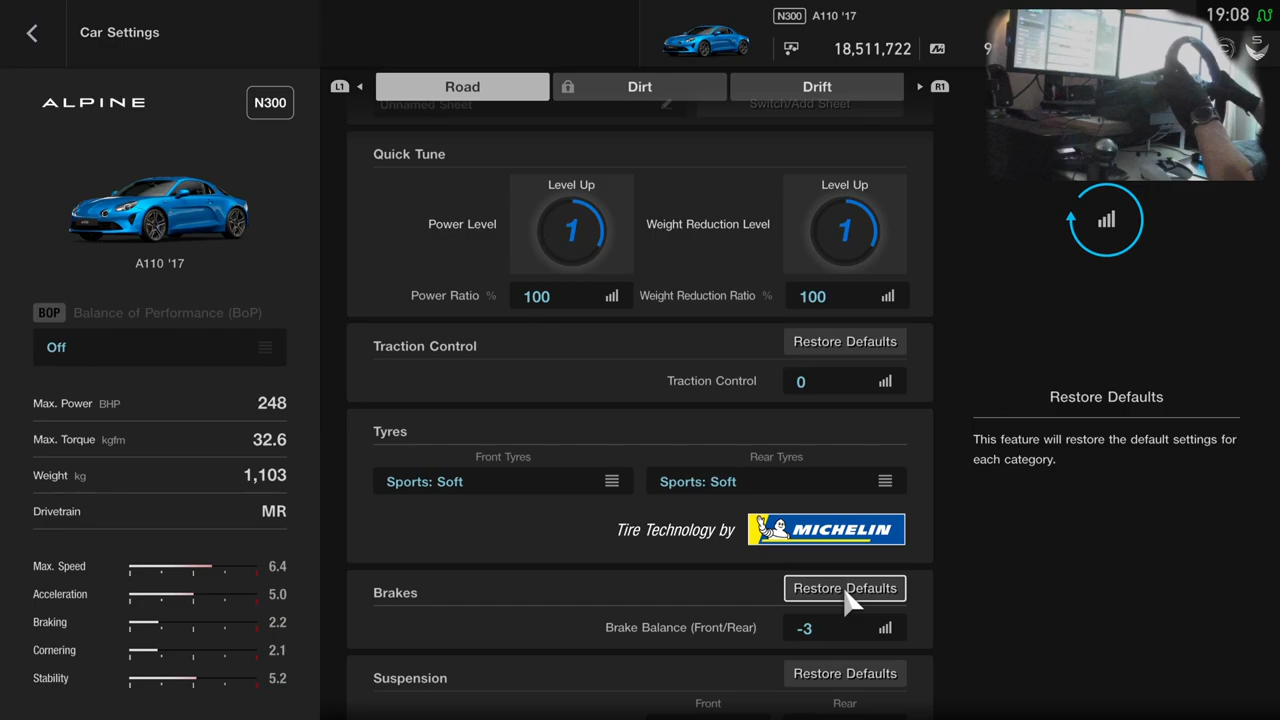 Car Settings
N300 A110 '17
18,511,722
9
19:08
S
ALPINE
N300
A110 '17
BOP Balance of Performance (BoP)
Off
Max. Power BHP 248
Max. Torque kgfm 32.6
Weight kg 1,103
Drivetrain MR
Max. Speed 6.4
Acceleration 5.0
Braking 2.2
Cornering 2.1
Stability 5.2
L1 Road Dirt Drift R1
Unnamed Sheet Switch/Add Sheet
Quick Tune
Level Up Level Up
Power Level 1 Weight Reduction Level 1
Power Ratio % 100 Weight Reduction Ratio % 100
Traction Control Restore Defaults
Traction Control 0
Tyres
Front Tyres Rear Tyres
Sports: Soft Sports: Soft
Tire Technology by MICHELIN
Brakes Restore Defaults
Brake Balance (Front/Rear) -3
Suspension Restore Defaults
Front Rear
Restore Defaults
This feature will restore the default settings for
each category.